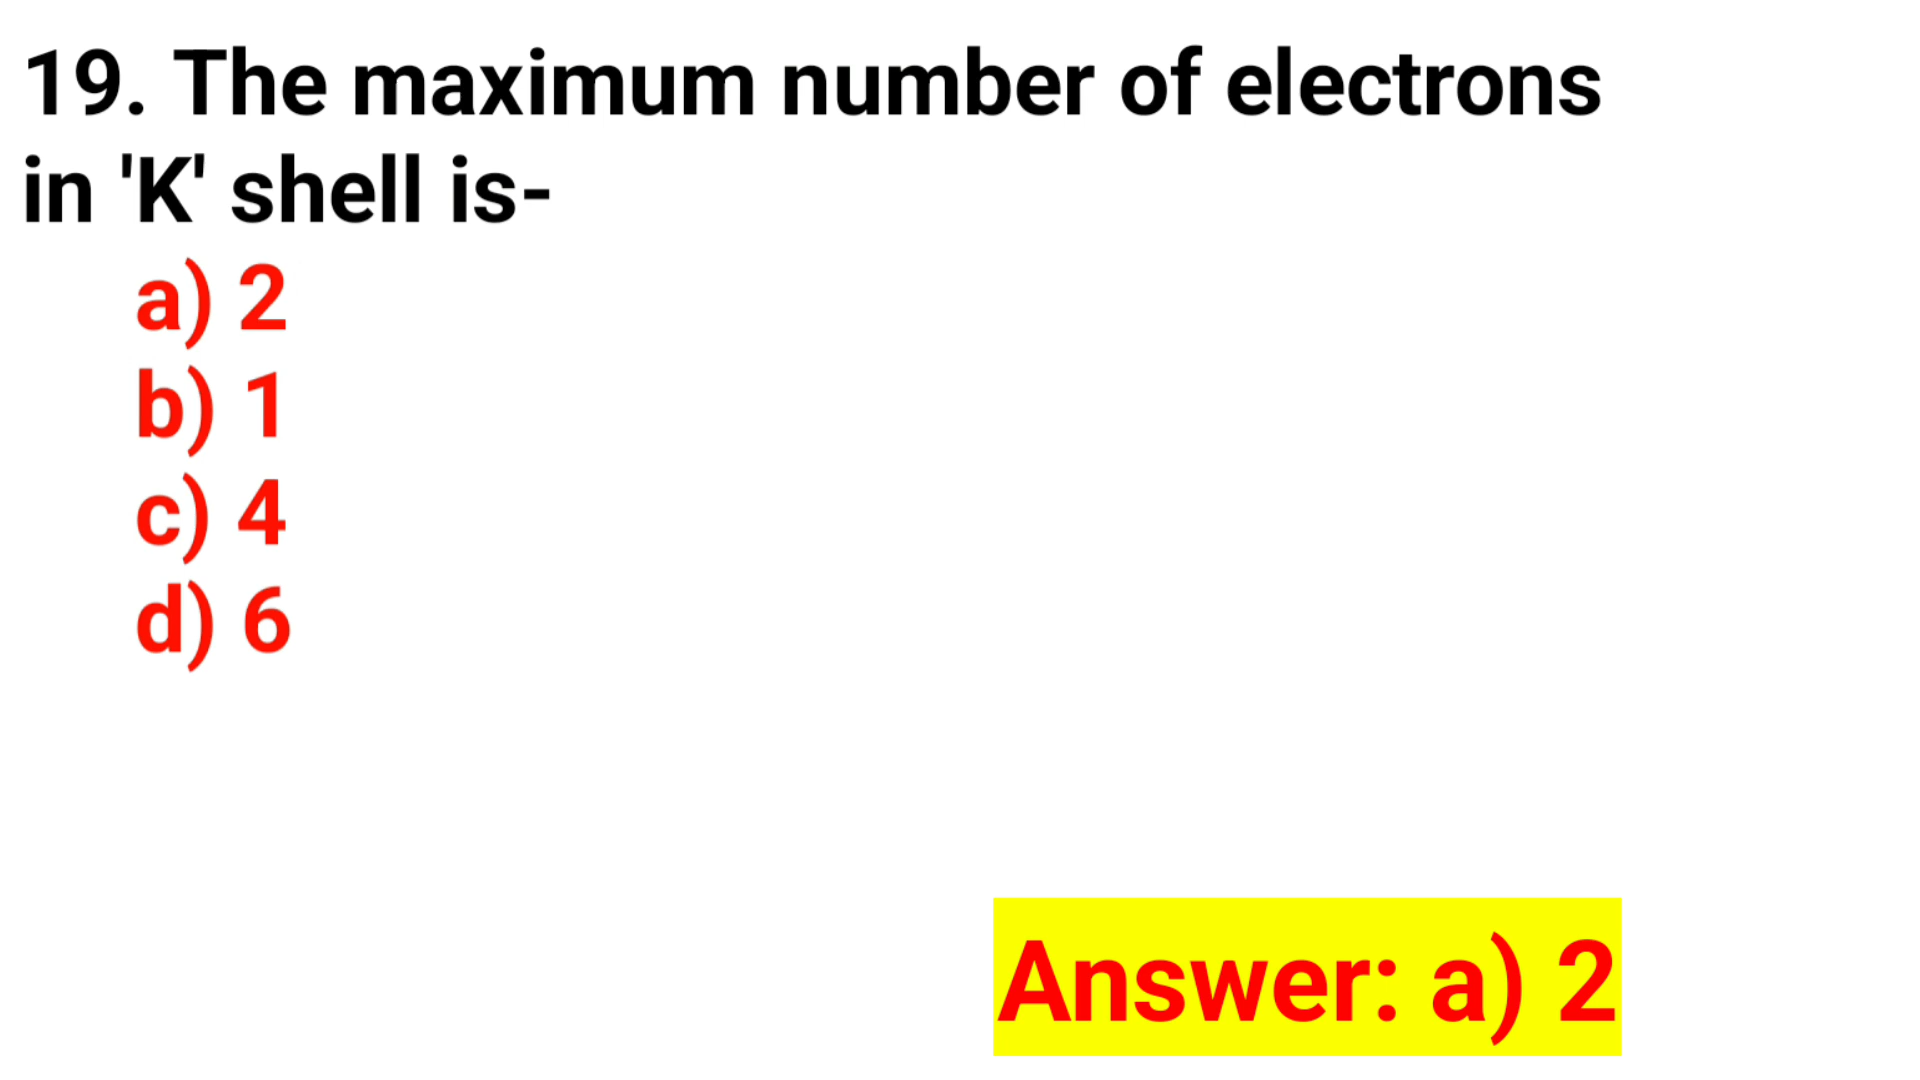 19. The maximum number of electrons
in 'K' shell is-
a) 2
b) 1
c) 4
d) 6
Answer: a) 2